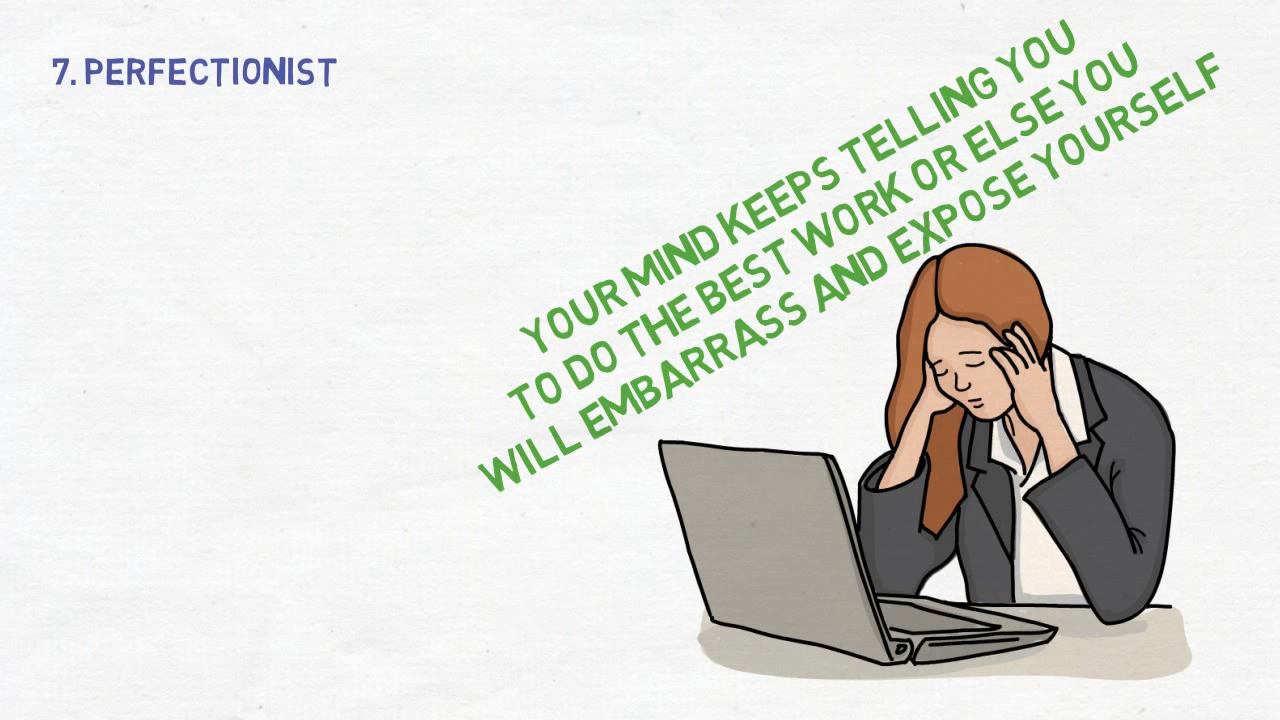 7. PERFECTIONIST
YOUR MIND KEEPS TELLING YOU
TO DO THE BEST WORK OR ELSE YOU
WILL EMBARRASS AND EXPOSE YOURSELF